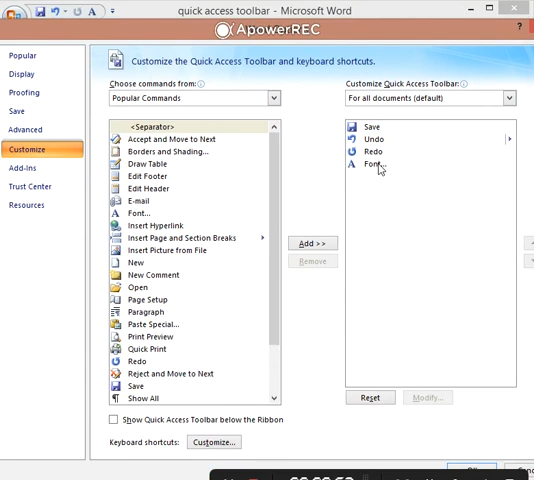 quick access toolbar - Microsoft Word
ApowerREC
Popular
Display
Proofing
Save
Advanced
Customize
Add-Ins
Trust Center
Resources
Customize the Quick Access Toolbar and keyboard shortcuts.
Choose commands from:
Popular Commands
<Separator>
Accept and Move to Next
Borders and Shading...
Draw Table
Edit Footer
Edit Header
E-mail
Font...
Insert Hyperlink
Insert Page and Section Breaks
Insert Picture from File
New
New Comment
Open
Page Setup
Paragraph
Paste Special...
Print Preview
Quick Print
Redo
Reject and Move to Next
Save
Show All
Add >>
Remove
Customize Quick Access Toolbar:
For all documents (default)
Save
Undo
Redo
Font...
Reset
Modify...
Show Quick Access Toolbar below the Ribbon
Keyboard shortcuts:
Customize...